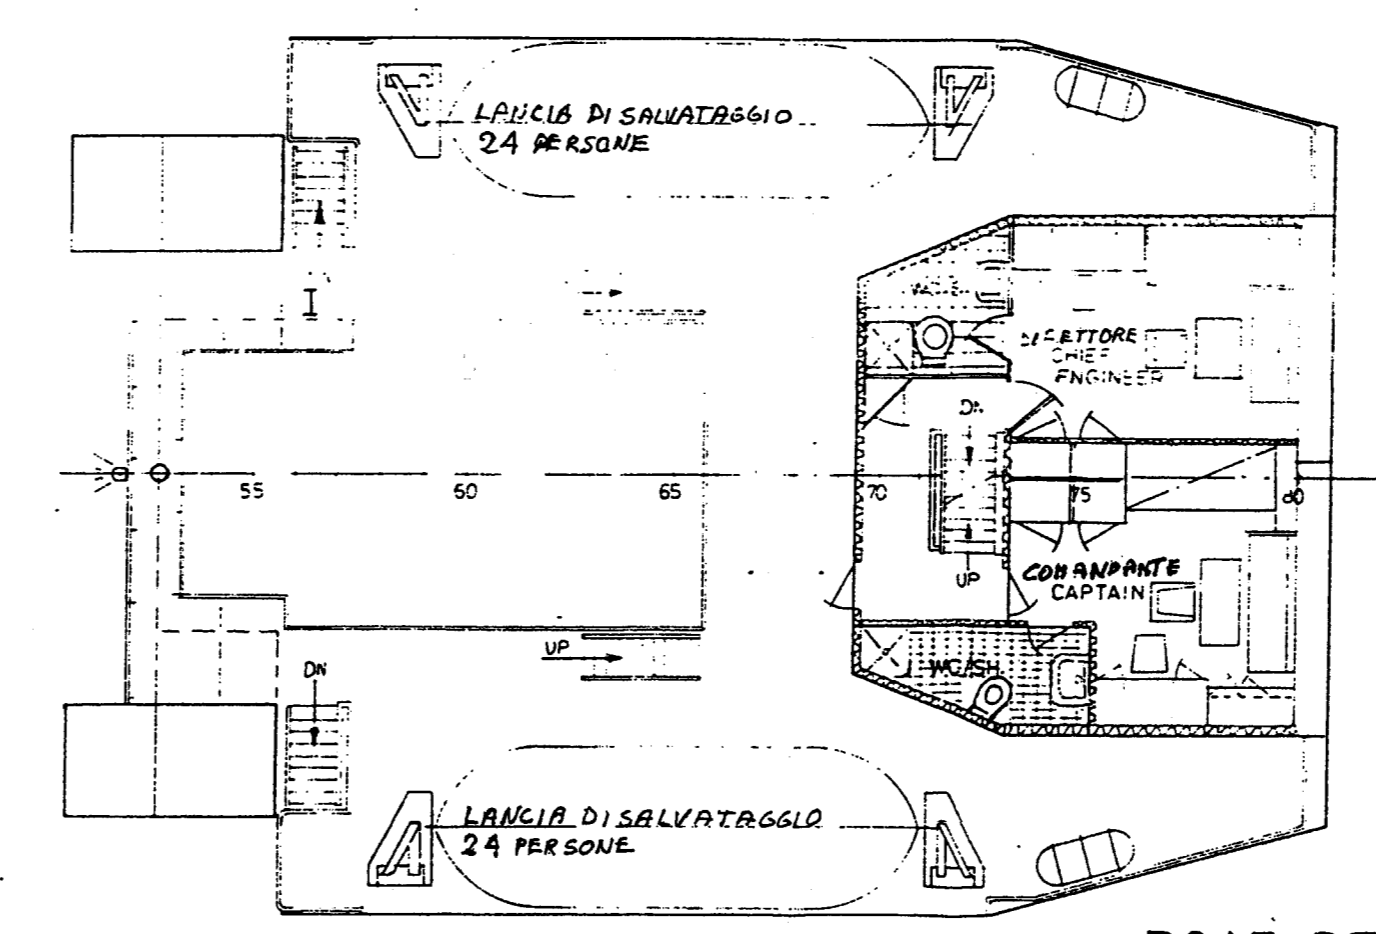 LANCIA DI SALVATAGGIO
24 PERSONE
DIRETTORE
CHIEF
ENGINEER
DN
55
60
65
70
75
80
UP
COMANDANTE
CAPTAIN
UP
WC/SH
DN
LANCIA DI SALVATAGGIO
24 PERSONE